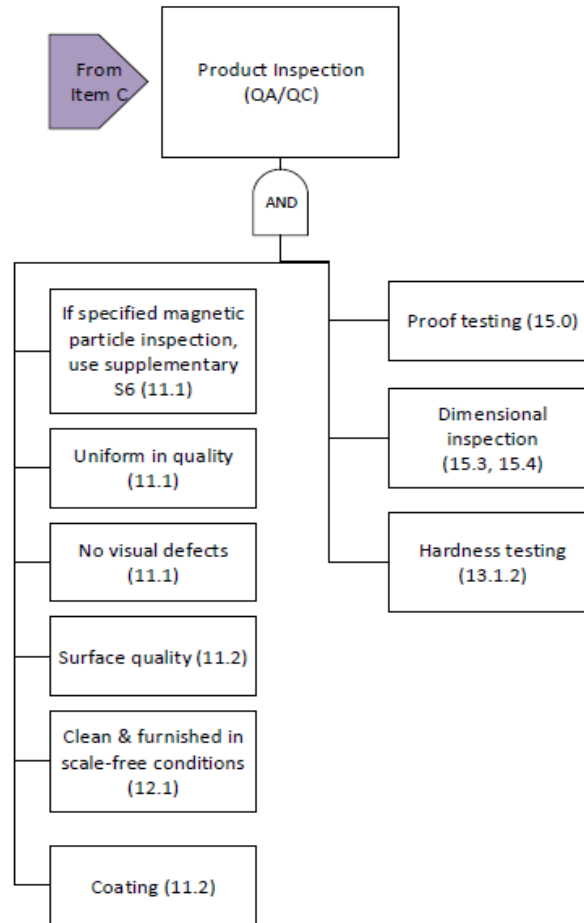 From
Item C
Product Inspection
(QA/QC)
AND
If specified magnetic
particle inspection,
use supplementary
S6 (11.1)
Uniform in quality
(11.1)
No visual defects
(11.1)
Surface quality (11.2)
Clean & furnished in
scale-free conditions
(12.1)
Coating (11.2)
Proof testing (15.0)
Dimensional
inspection
(15.3, 15.4)
Hardness testing
(13.1.2)